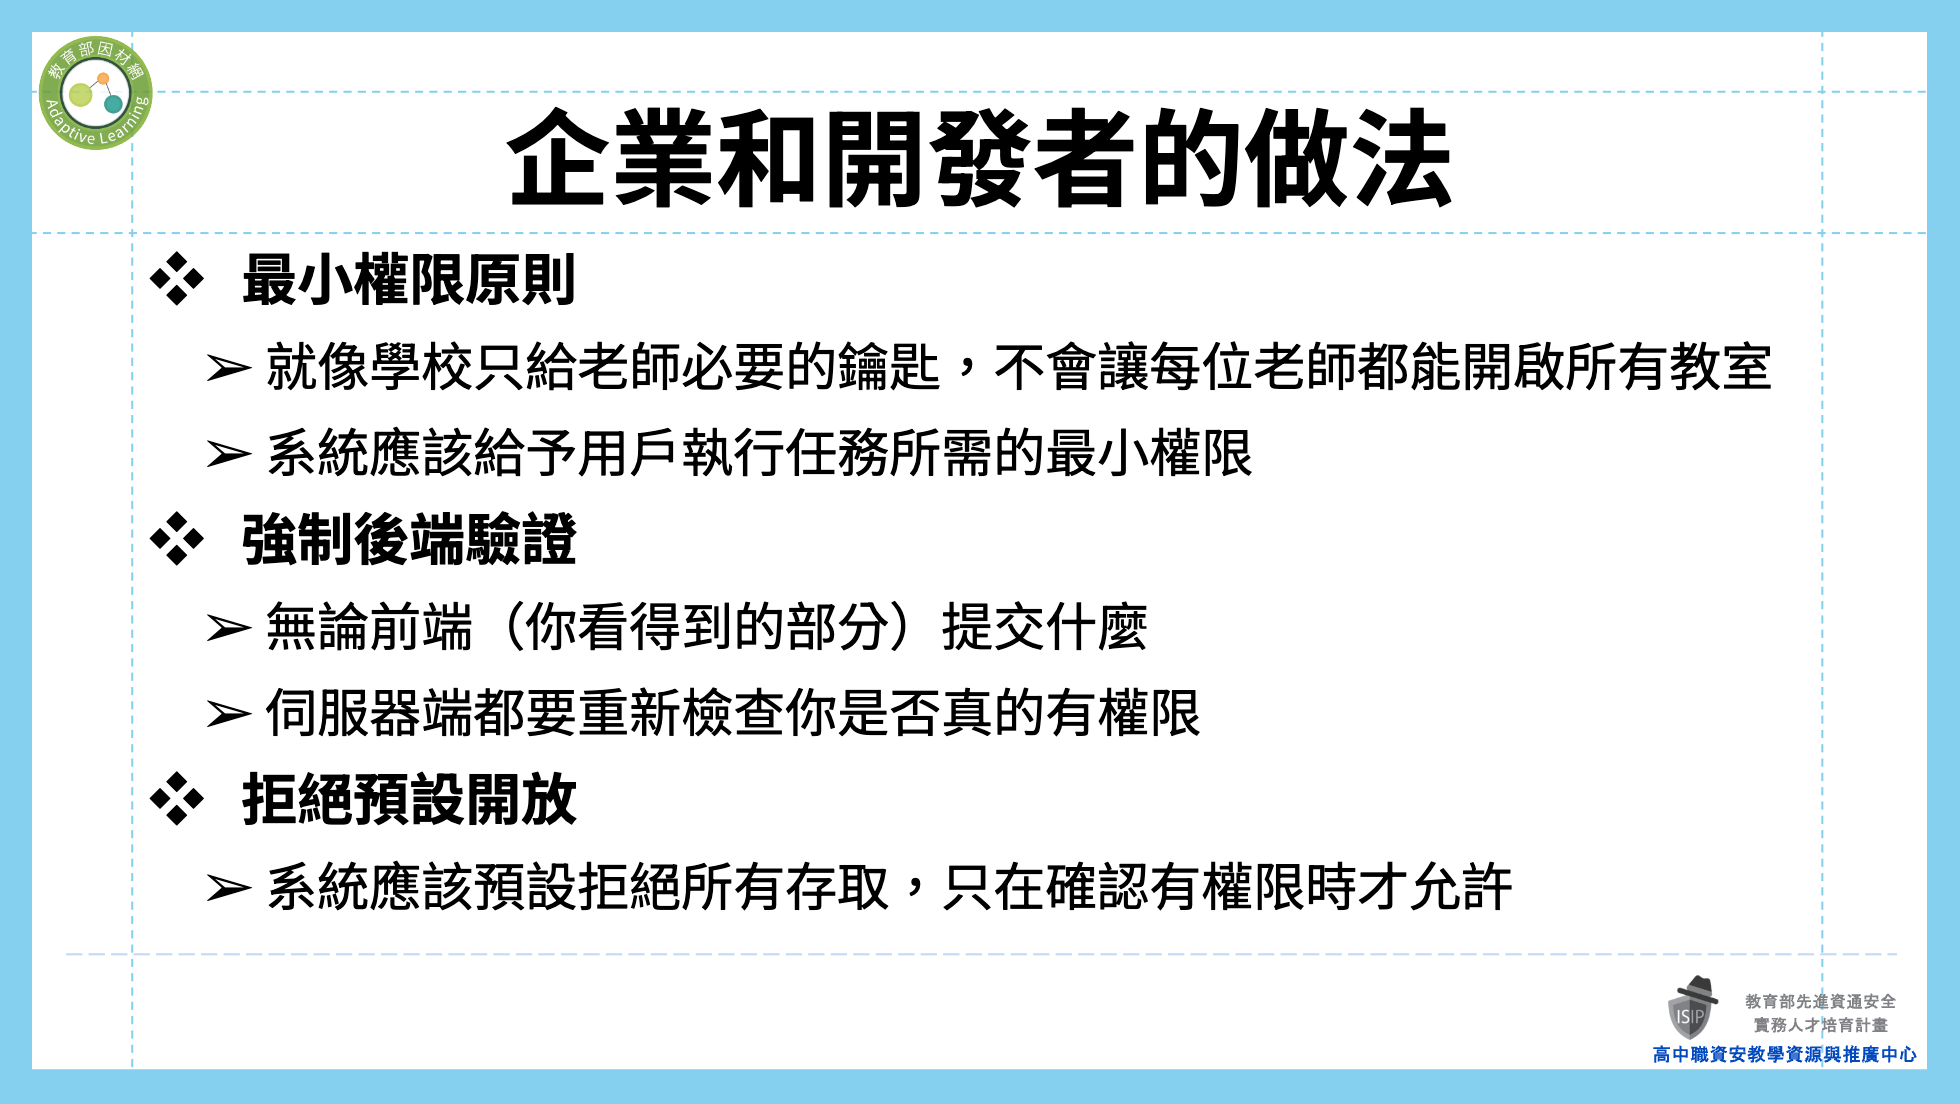 教育部因材網
Adaptive Learning
企業和開發者的做法
❖ 最小權限原則
➢ 就像學校只給老師必要的鑰匙，不會讓每位老師都能開啟所有教室
➢ 系統應該給予用戶執行任務所需的最小權限
❖ 強制後端驗證
➢ 無論前端（你看得到的部分）提交什麼
➢ 伺服器端都要重新檢查你是否真的有權限
❖ 拒絕預設開放
➢ 系統應該預設拒絕所有存取，只在確認有權限時才允許
ISIP
教育部先進資通安全
實務人才培育計畫
高中職資安教學資源與推廣中心